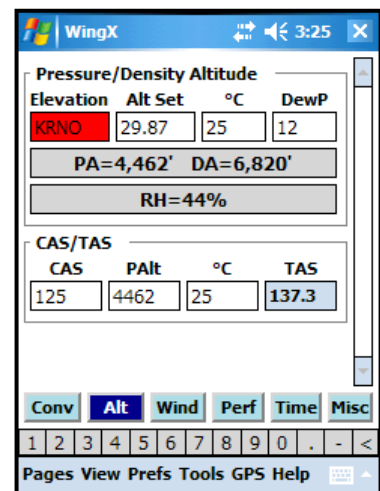 WingX 3:25
Pressure/Density Altitude
Elevation Alt Set °C DewP
KRNO 29.87 25 12
PA=4,462' DA=6,820'
RH=44%
CAS/TAS
CAS PAlt °C TAS
125 4462 25 137.3
Conv Alt Wind Perf Time Misc
1 2 3 4 5 6 7 8 9 0 . - <
Pages View Prefs Tools GPS Help